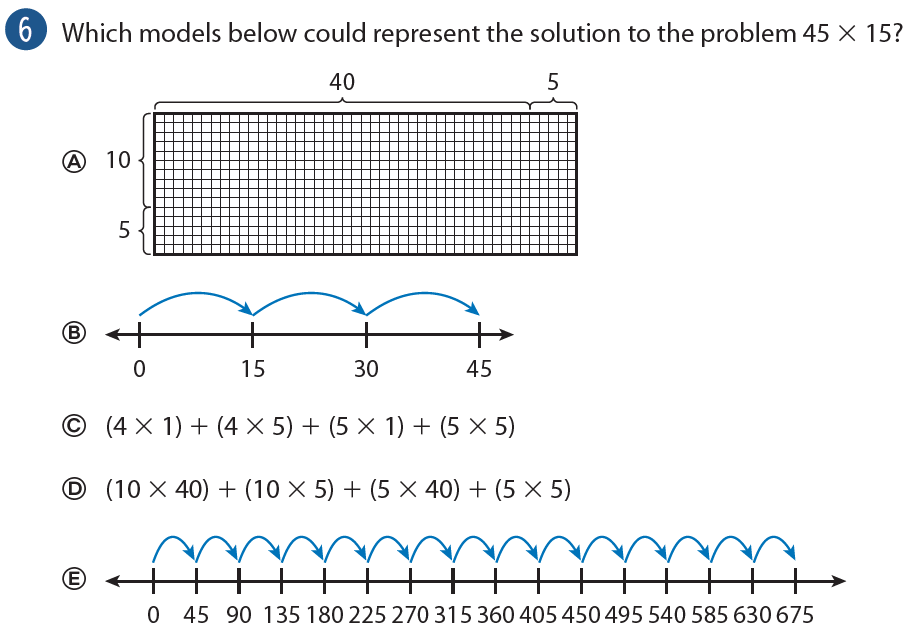 6 Which models below could represent the solution to the problem 45 × 15?
40 5
Ⓐ 10
5
Ⓑ
0 15 30 45
Ⓒ (4 × 1) + (4 × 5) + (5 × 1) + (5 × 5)
Ⓓ (10 × 40) + (10 × 5) + (5 × 40) + (5 × 5)
Ⓔ
0 45 90 135 180 225 270 315 360 405 450 495 540 585 630 675